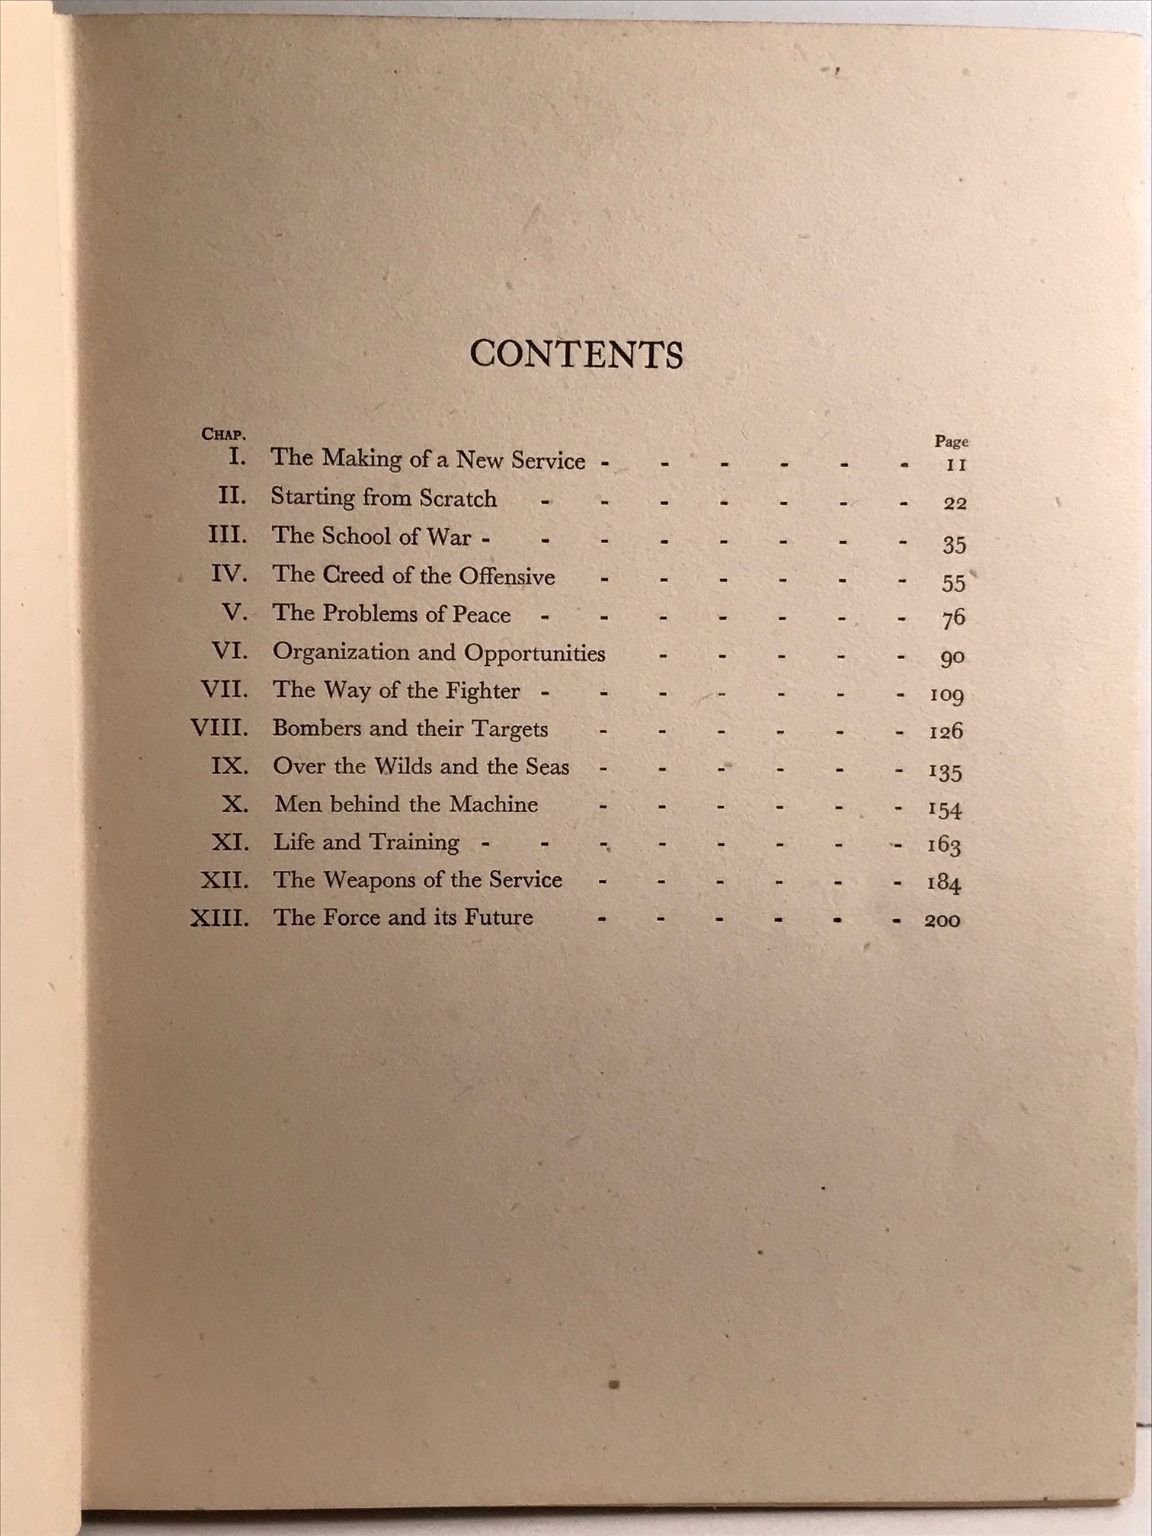 CONTENTS
CHAP. Page
I. The Making of a New Service - - - - - - 11
II. Starting from Scratch - - - - - - - 22
III. The School of War - - - - - - - - 35
IV. The Creed of the Offensive - - - - - - 55
V. The Problems of Peace - - - - - - - 76
VI. Organization and Opportunities - - - - - 90
VII. The Way of the Fighter - - - - - - - 109
VIII. Bombers and their Targets - - - - - - 126
IX. Over the Wilds and the Seas - - - - - - 135
X. Men behind the Machine - - - - - - 154
XI. Life and Training - - - - - - - - 163
XII. The Weapons of the Service - - - - - - 184
XIII. The Force and its Future - - - - - - 200